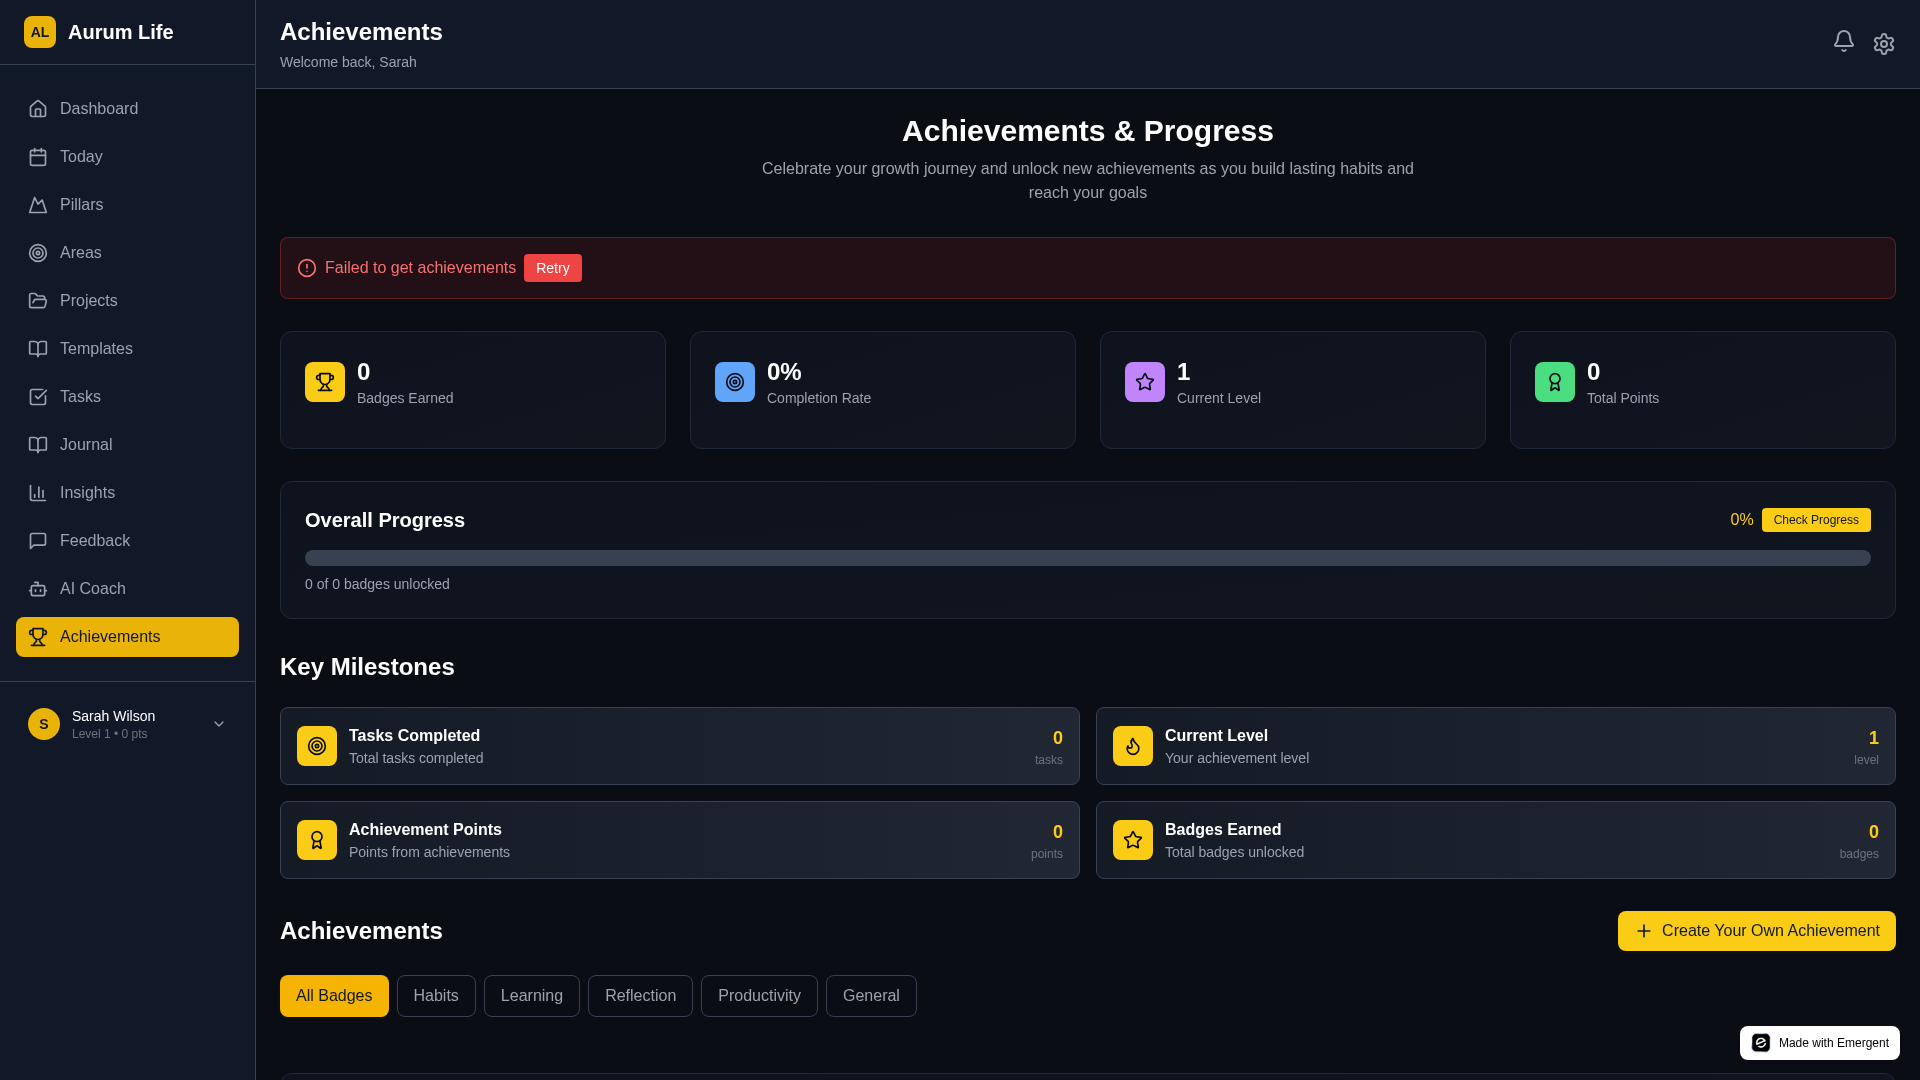 AL
Aurum Life
Dashboard
Today
Pillars
Areas
Projects
Templates
Tasks
Journal
Insights
Feedback
AI Coach
Achievements
S
Sarah Wilson
Level 1 • 0 pts
Achievements
Welcome back, Sarah
Achievements & Progress
Celebrate your growth journey and unlock new achievements as you build lasting habits and
reach your goals
Failed to get achievements
Retry
0
Badges Earned
0%
Completion Rate
1
Current Level
0
Total Points
Overall Progress
0%
Check Progress
0 of 0 badges unlocked
Key Milestones
Tasks Completed
Total tasks completed
0
tasks
Current Level
Your achievement level
1
level
Achievement Points
Points from achievements
0
points
Badges Earned
Total badges unlocked
0
badges
Achievements
Create Your Own Achievement
All Badges
Habits
Learning
Reflection
Productivity
General
Made with Emergent